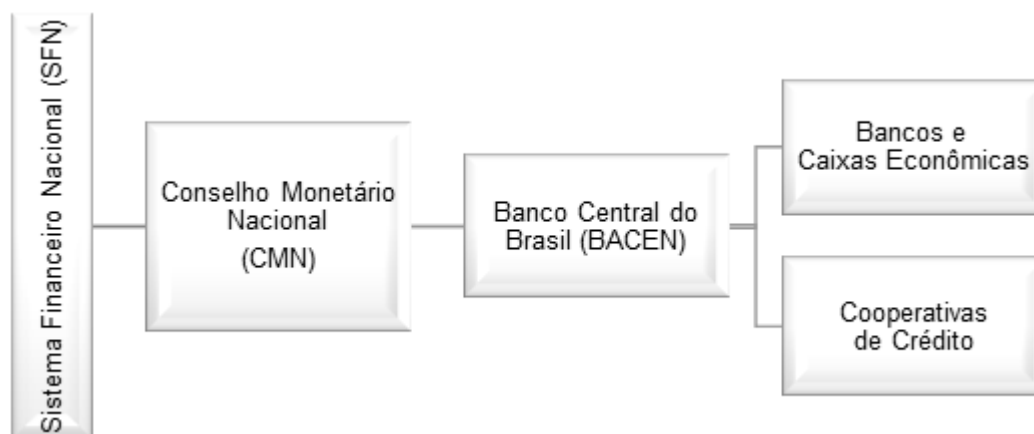 Sistema Financeiro Nacional (SFN)
Conselho Monetário
Nacional
(CMN)
Banco Central do
Brasil (BACEN)
Bancos e
Caixas Econômicas
Cooperativas
de Crédito